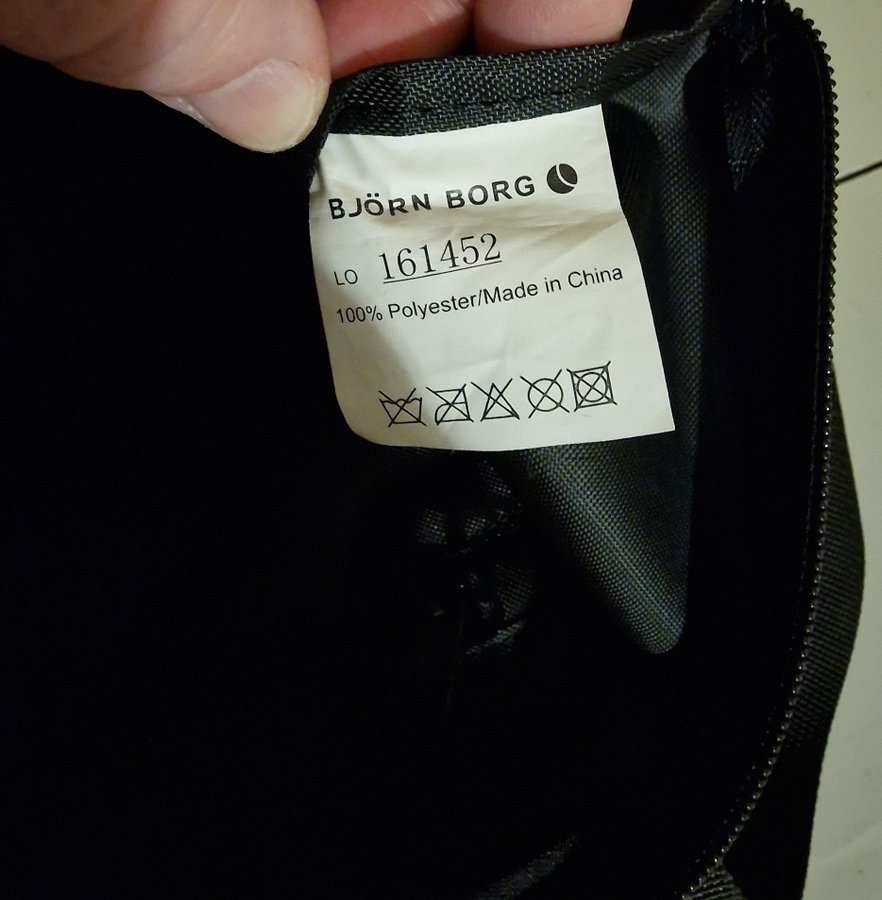 BJÖRN BORG
LO 161452
100% Polyester/Made in China